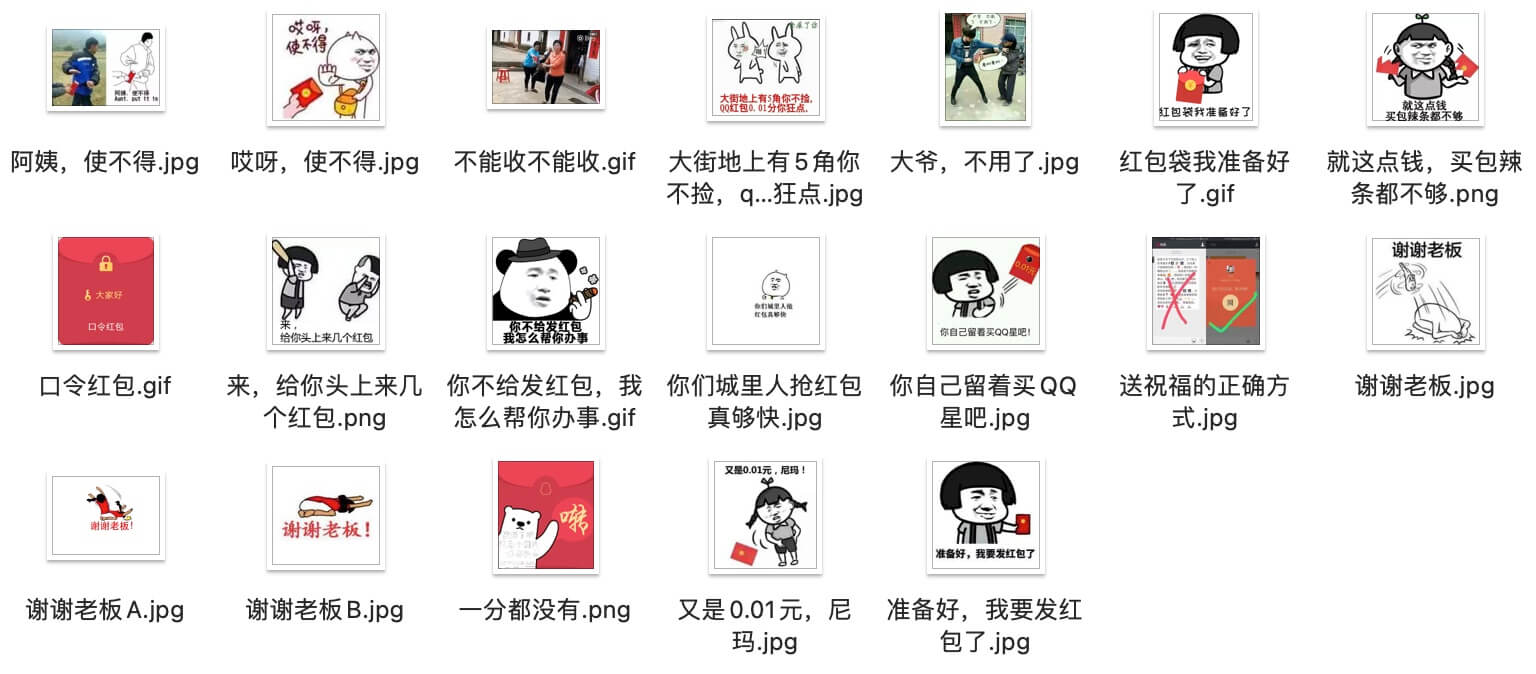 阿姨，使不得
Aunt. put it in
哎呀，
使不得
大街地上有5角你不捡，
QQ红包0.01分你狂点。
红包袋我准备好了
就这点钱
买包辣条都不够
阿姨，使不得.jpg
哎呀，使不得.jpg
不能收不能收.gif
大街地上有5角你
不捡，q...狂点.jpg
大爷，不用了.jpg
红包袋我准备好
了.gif
就这点钱，买包辣
条都不够.png
大家好
口令红包
来，
给你头上来几个红包
你不给发红包
我怎么帮你办事
你们城里人抢
红包真够快
0.01元
你自己留着买QQ星吧!
谢谢老板
口令红包.gif
来，给你头上来几
个红包.png
你不给发红包，我
怎么帮你办事.gif
你们城里人抢红包
真够快.jpg
你自己留着买QQ
星吧.jpg
送祝福的正确方
式.jpg
谢谢老板.jpg
谢谢老板!
谢谢老板!
又是0.01元，尼玛！
准备好，我要发红包了
谢谢老板A.jpg
谢谢老板B.jpg
一分都没有.png
又是0.01元，尼
玛.jpg
准备好，我要发红
包了.jpg